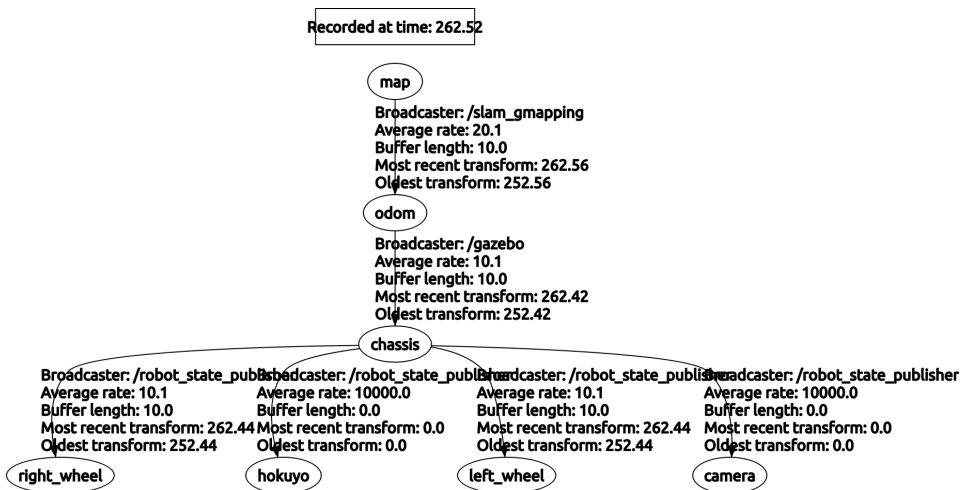 Recorded at time: 262.52
map
Broadcaster: /slam_gmapping
Average rate: 20.1
Buffer length: 10.0
Most recent transform: 262.56
Oldest transform: 252.56
odom
Broadcaster: /gazebo
Average rate: 10.1
Buffer length: 10.0
Most recent transform: 262.42
Oldest transform: 252.42
chassis
Broadcaster: /robot_state_publisher
Average rate: 10.1
Buffer length: 10.0
Most recent transform: 262.44
Oldest transform: 252.44
right_wheel
Broadcaster: /robot_state_publisher
Average rate: 10000.0
Buffer length: 0.0
Most recent transform: 0.0
Oldest transform: 0.0
hokuyo
Broadcaster: /robot_state_publisher
Average rate: 10.1
Buffer length: 10.0
Most recent transform: 262.44
Oldest transform: 252.44
left_wheel
Broadcaster: /robot_state_publisher
Average rate: 10000.0
Buffer length: 0.0
Most recent transform: 0.0
Oldest transform: 0.0
camera